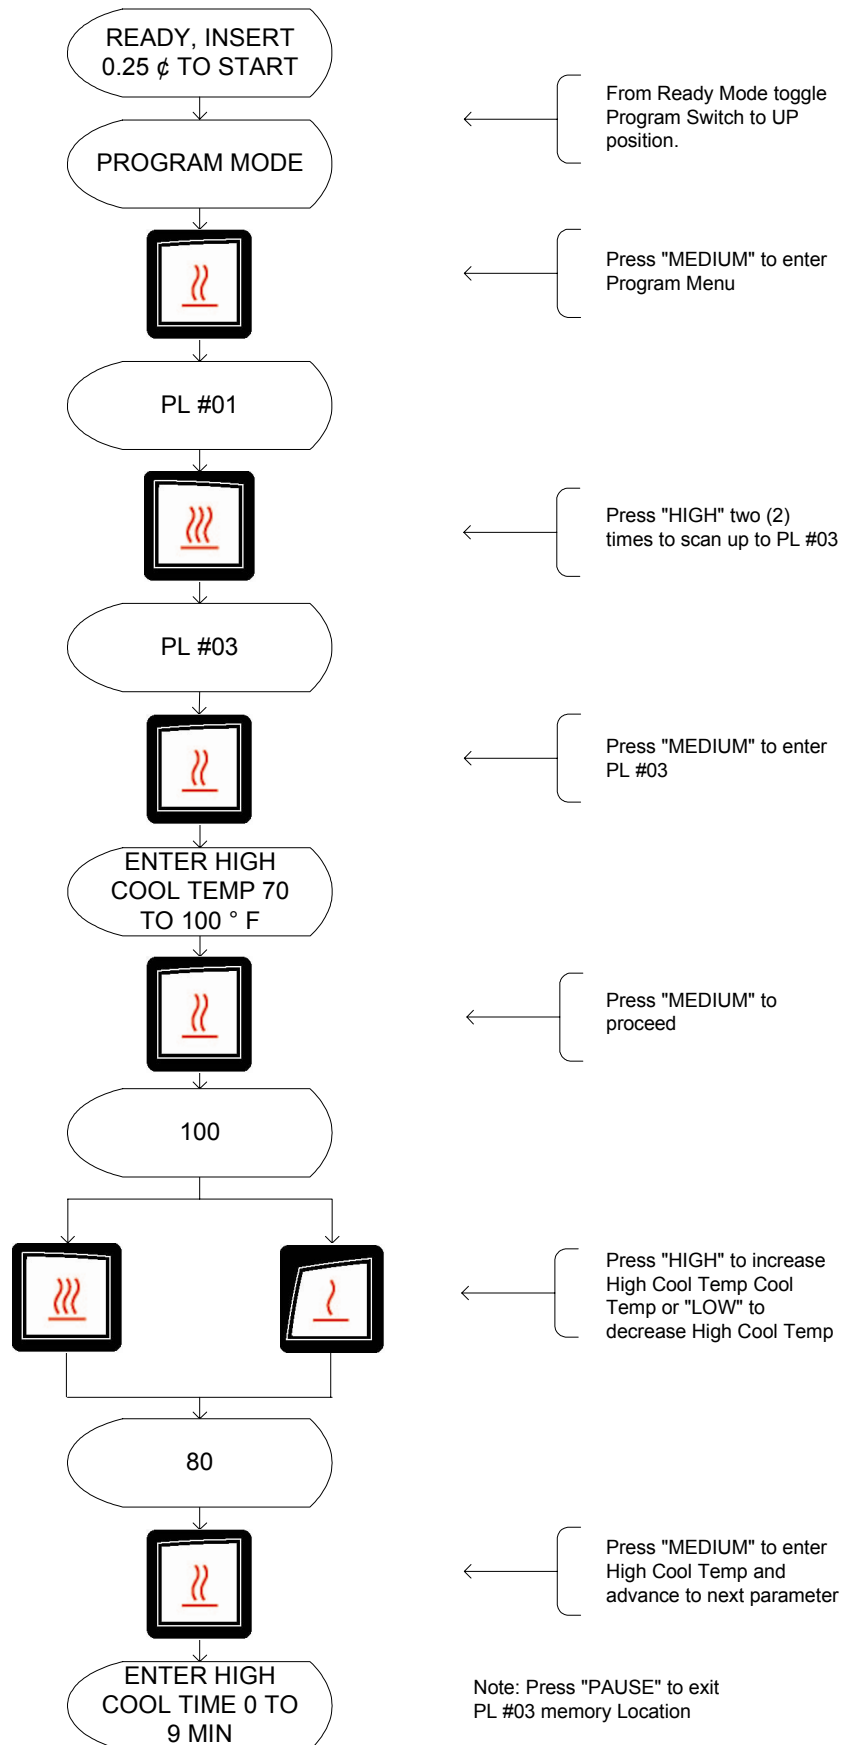 READY, INSERT
0.25 ¢ TO START
From Ready Mode toggle
Program Switch to UP
position.
PROGRAM MODE
Press "MEDIUM" to enter
Program Menu
PL #01
Press "HIGH" two (2)
times to scan up to PL #03
PL #03
Press "MEDIUM" to enter
PL #03
ENTER HIGH
COOL TEMP 70
TO 100 ° F
Press "MEDIUM" to
proceed
100
Press "HIGH" to increase
High Cool Temp Cool
Temp or "LOW" to
decrease High Cool Temp
80
Press "MEDIUM" to enter
High Cool Temp and
advance to next parameter
ENTER HIGH
COOL TIME 0 TO
9 MIN
Note: Press "PAUSE" to exit
PL #03 memory Location